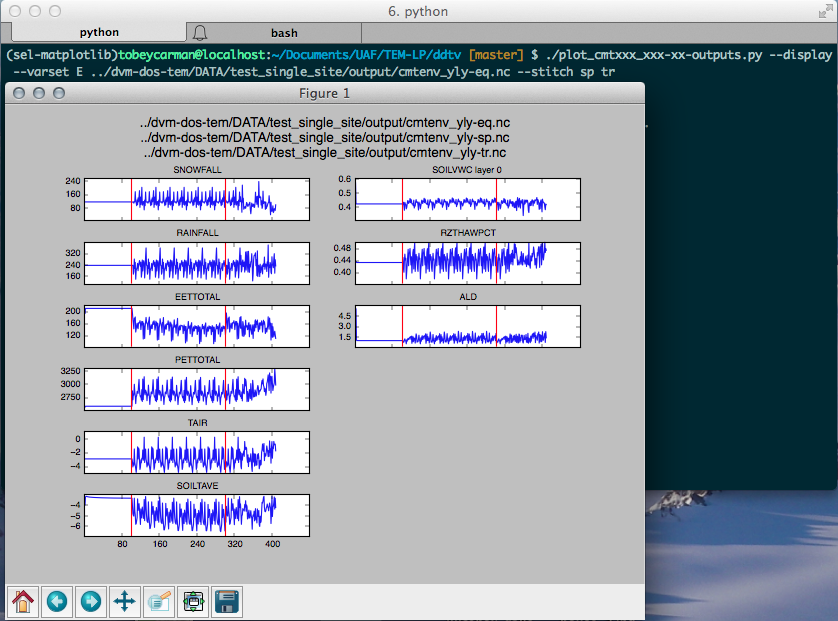 6. python
python
bash
(sel-matplotlib)tobeycarman@localhost:~/Documents/UAF/TEM-LP/ddtv [master] $ ./plot_cmtxxx_xxx-xx-outputs.py --display
--varset E ../dvm-dos-tem/DATA/test_single_site/output/cmtenv_yly-eq.nc --stitch sp tr
Figure 1
../dvm-dos-tem/DATA/test_single_site/output/cmtenv_yly-eq.nc
../dvm-dos-tem/DATA/test_single_site/output/cmtenv_yly-sp.nc
../dvm-dos-tem/DATA/test_single_site/output/cmtenv_yly-tr.nc
SNOWFALL
240
160
80
RAINFALL
320
240
160
EETTOTAL
200
160
120
PETTOTAL
3250
3000
2750
TAIR
0
−2
−4
SOILTAVE
−4
−5
−6
80 160 240 320 400
SOILVWC layer 0
0.6
0.5
0.4
RZTHAWPCT
0.48
0.44
0.40
ALD
4.5
3.0
1.5